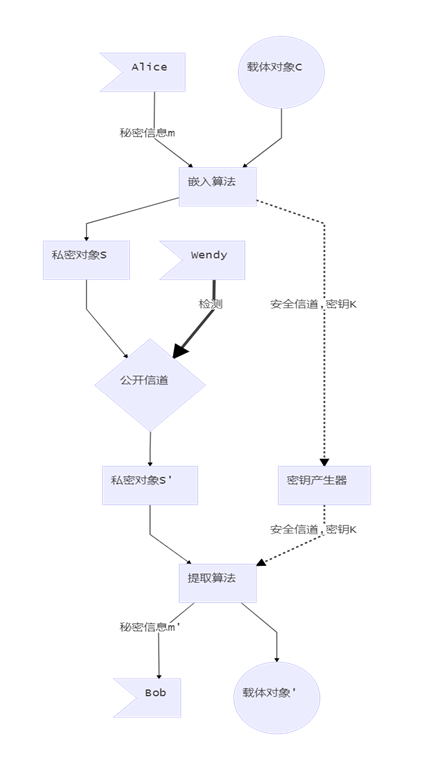 Alice
载体对象C
秘密信息m
嵌入算法
私密对象S
Wendy
检测
安全信道,密钥K
公开信道
私密对象S'
密钥产生器
安全信道,密钥K
提取算法
秘密信息m'
Bob
载体对象'